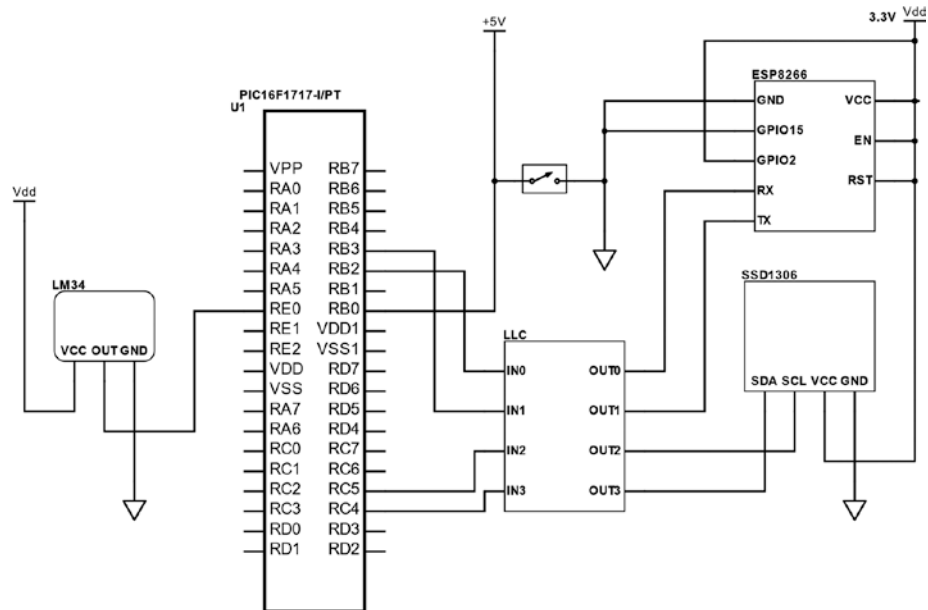 +5V
3.3V Vdd
PIC16F1717-I/PT
U1
ESP8266
GND VCC
GPIO15
EN
GPIO2
RST
RX
TX
Vdd
LM34
VCC OUT GND
VPP RB7
RA0 RB6
RA1 RB5
RA2 RB4
RA3 RB3
RA4 RB2
RA5 RB1
RE0 RB0
RE1 VDD1
RE2 VSS1
VDD RD7
VSS RD6
RA7 RD5
RA6 RD4
RC0 RC7
RC1 RC6
RC2 RC5
RC3 RC4
RD0 RD3
RD1 RD2
LLC
IN0 OUT0
IN1 OUT1
IN2 OUT2
IN3 OUT3
SSD1306
SDA SCL VCC GND